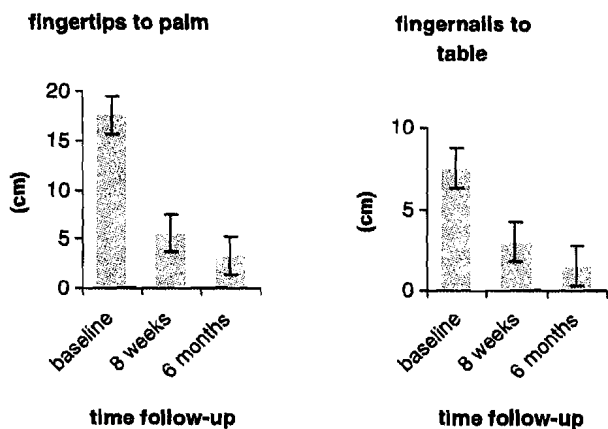 fingertips to palm
20
15
10
5
0
(cm)
baseline
8 weeks
6 months
time follow-up
fingernails to
table
10
5
0
(cm)
baseline
8 weeks
6 months
time follow-up